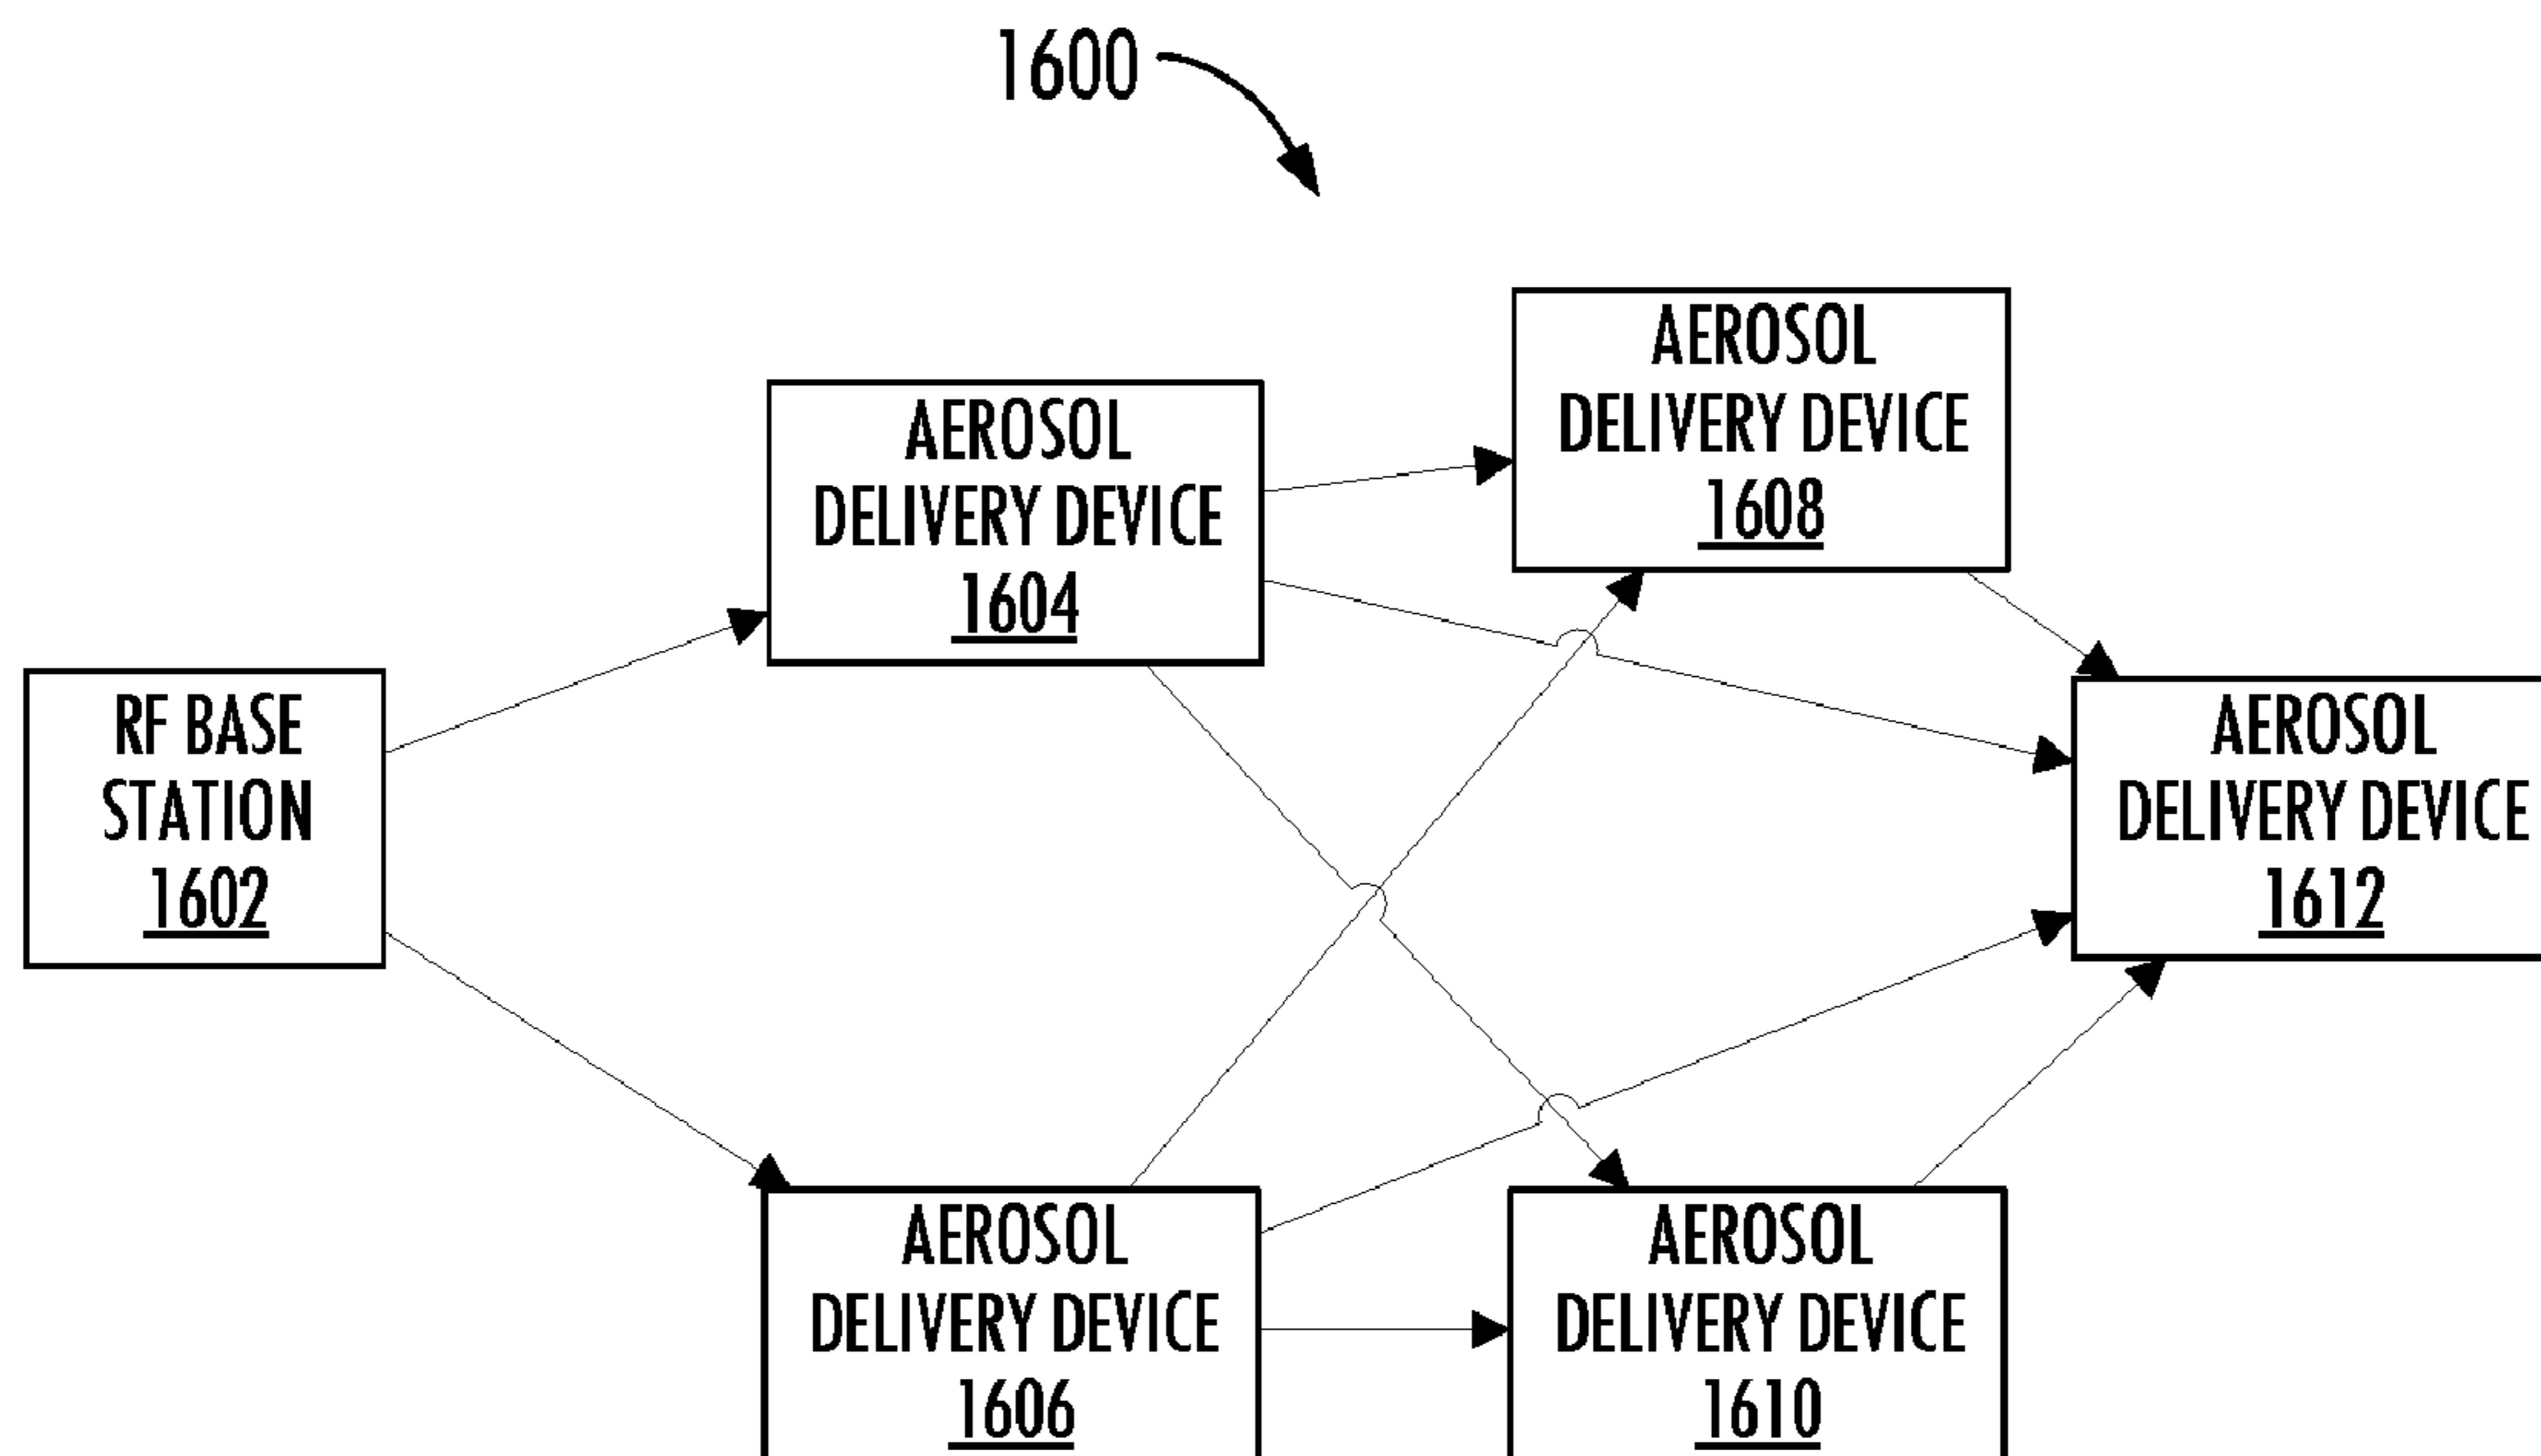 1600
AEROSOL
DELIVERY DEVICE
1608
AEROSOL
DELIVERY DEVICE
1604
RF BASE
STATION
1602
AEROSOL
DELIVERY DEVICE
1612
AEROSOL
DELIVERY DEVICE
1606
AEROSOL
DELIVERY DEVICE
1610